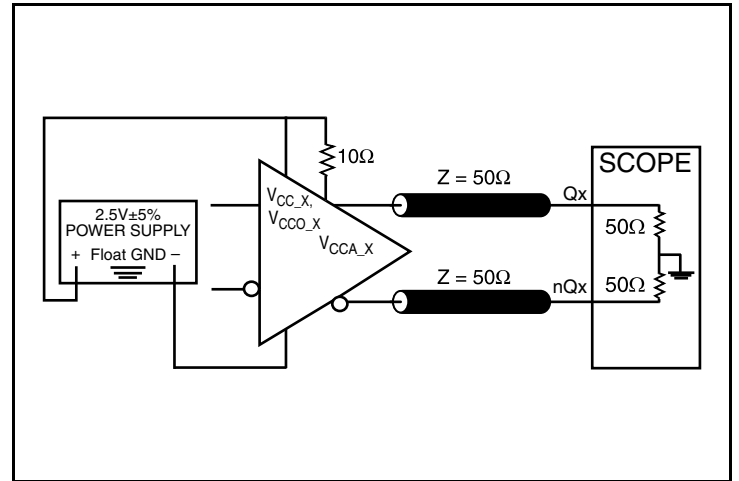 10Ω
SCOPE
Z = 50Ω
Qx
V_CC_X,
V_CCO_X
V_CCA_X
50Ω
2.5V±5%
POWER SUPPLY
+ Float GND –
Z = 50Ω
nQx
50Ω